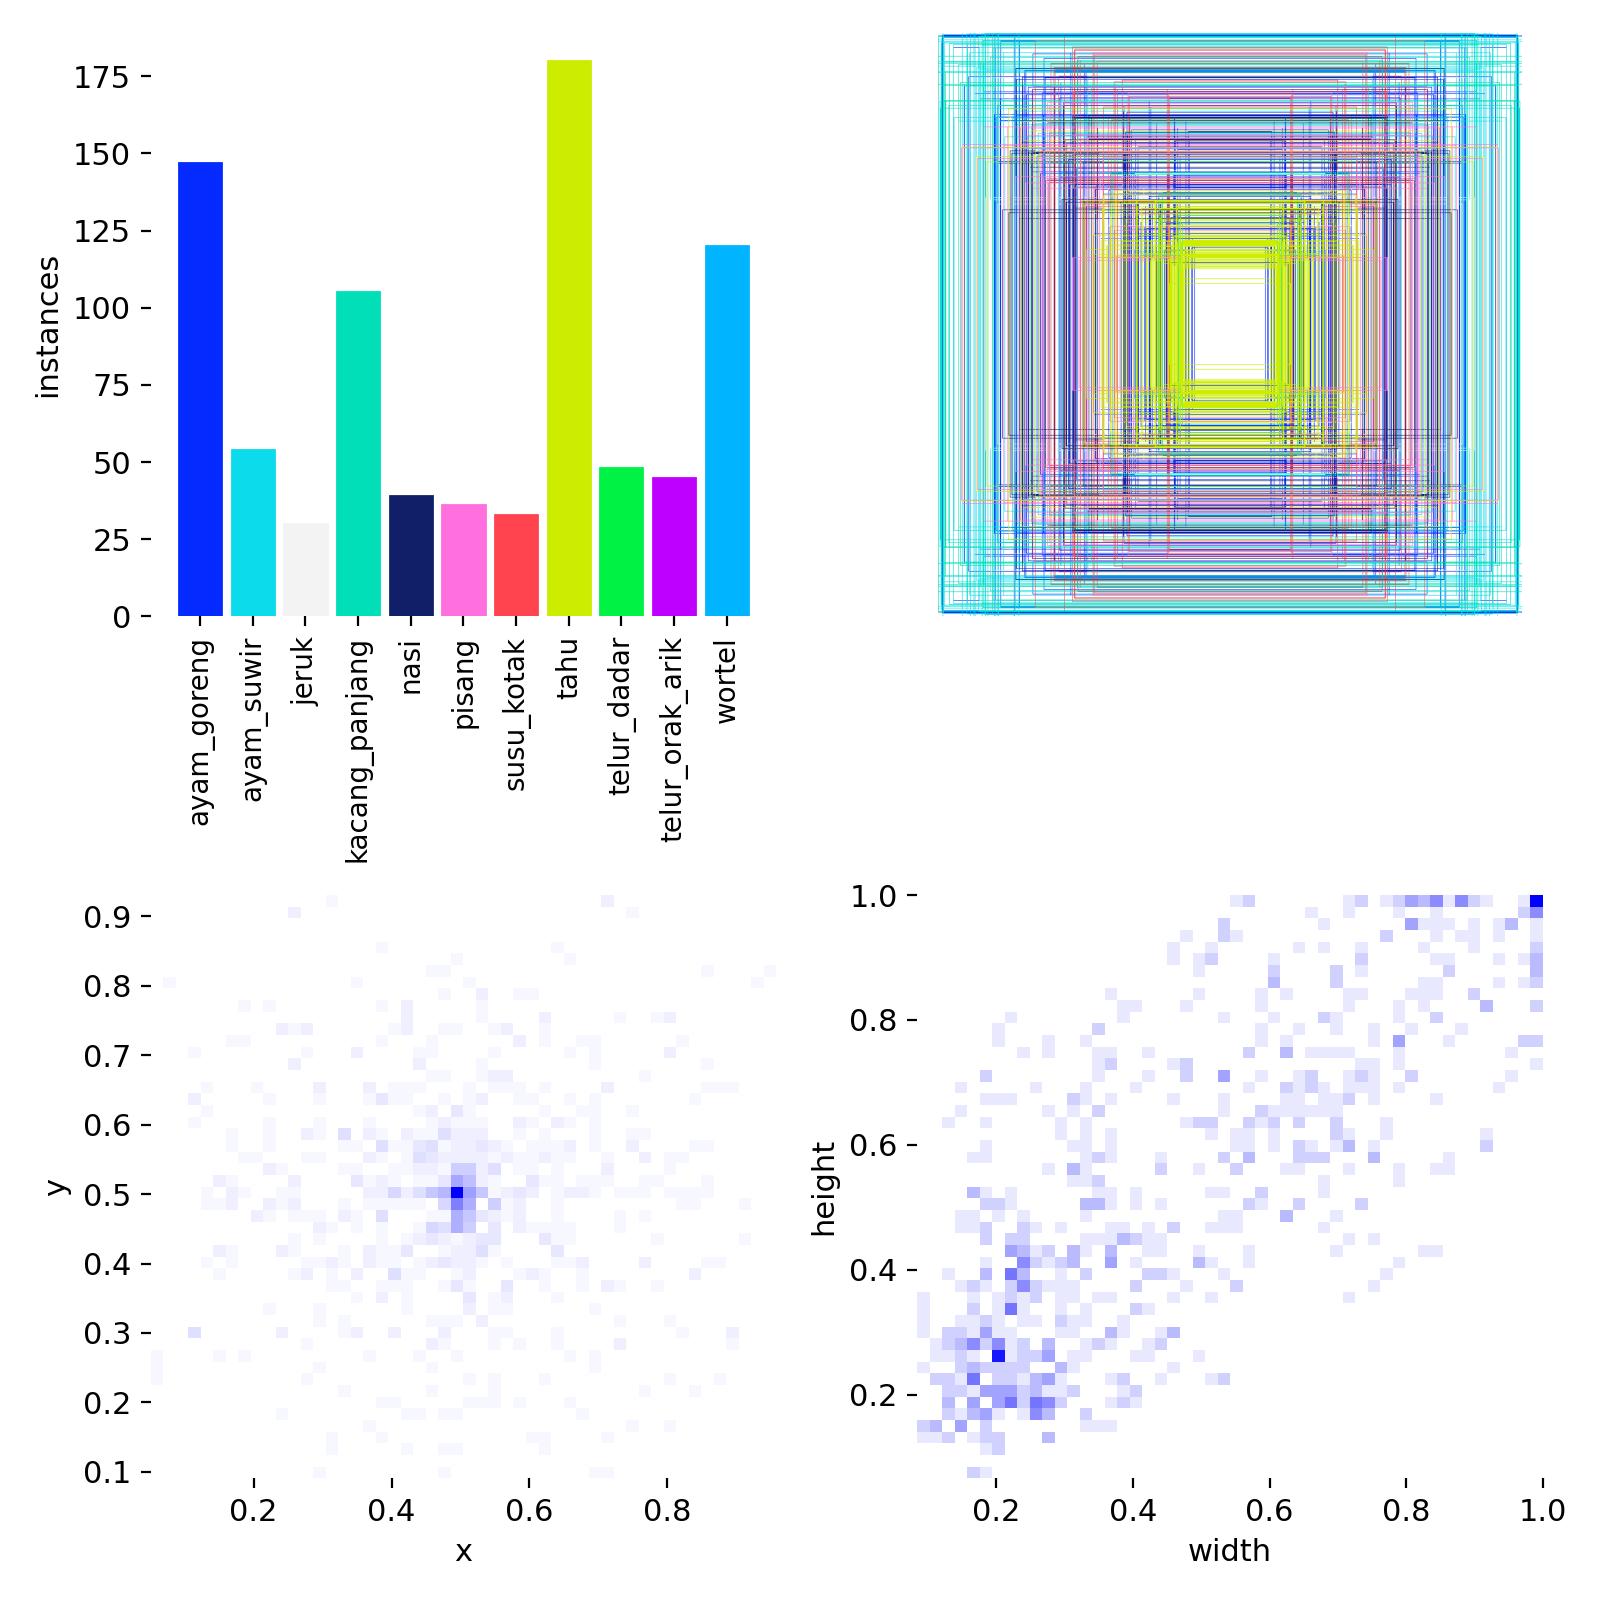 instances
175
150
125
100
75
50
25
0
ayam_goreng
ayam_suwir
jeruk
kacang_panjang
nasi
pisang
susu_kotak
tahu
telur_dadar
telur_orak_arik
wortel
y
0.9
0.8
0.7
0.6
0.5
0.4
0.3
0.2
0.1
0.2 0.4 0.6 0.8
x
height
1.0
0.8
0.6
0.4
0.2
0.2 0.4 0.6 0.8 1.0
width